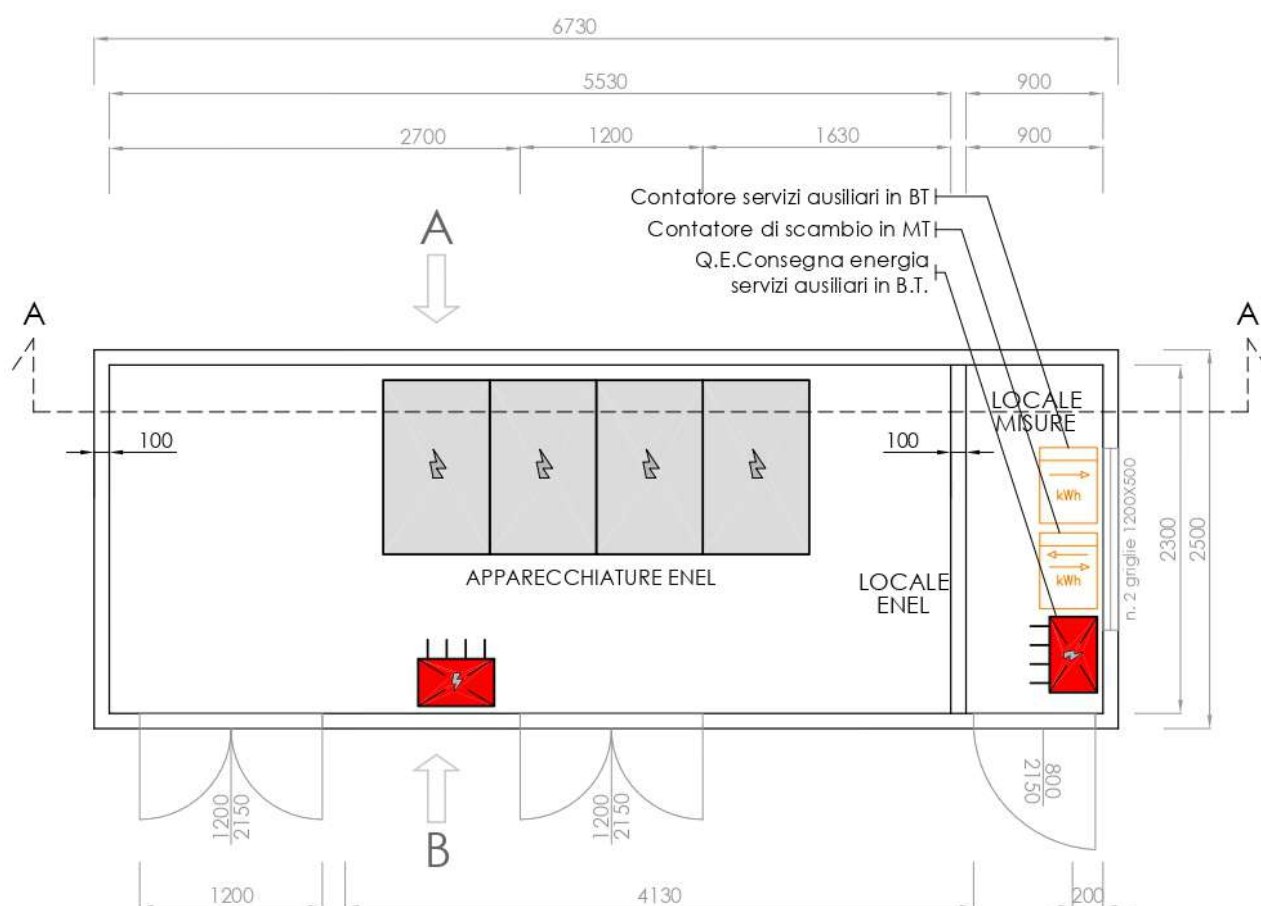 6730
5530
900
2700
1200
1630
900
Contatore servizi ausiliari in BT
Contatore di scambio in MT
Q.E.Consegna energia
servizi ausiliari in B.T.
A
A
A
LOCALE
MISURE
100
100
kWh
kWh
n. 2 griglie 1200X500
2300
2500
APPARECCHIATURE ENEL
LOCALE
ENEL
1200
2150
1200
2150
800
2150
B
1200
4130
200